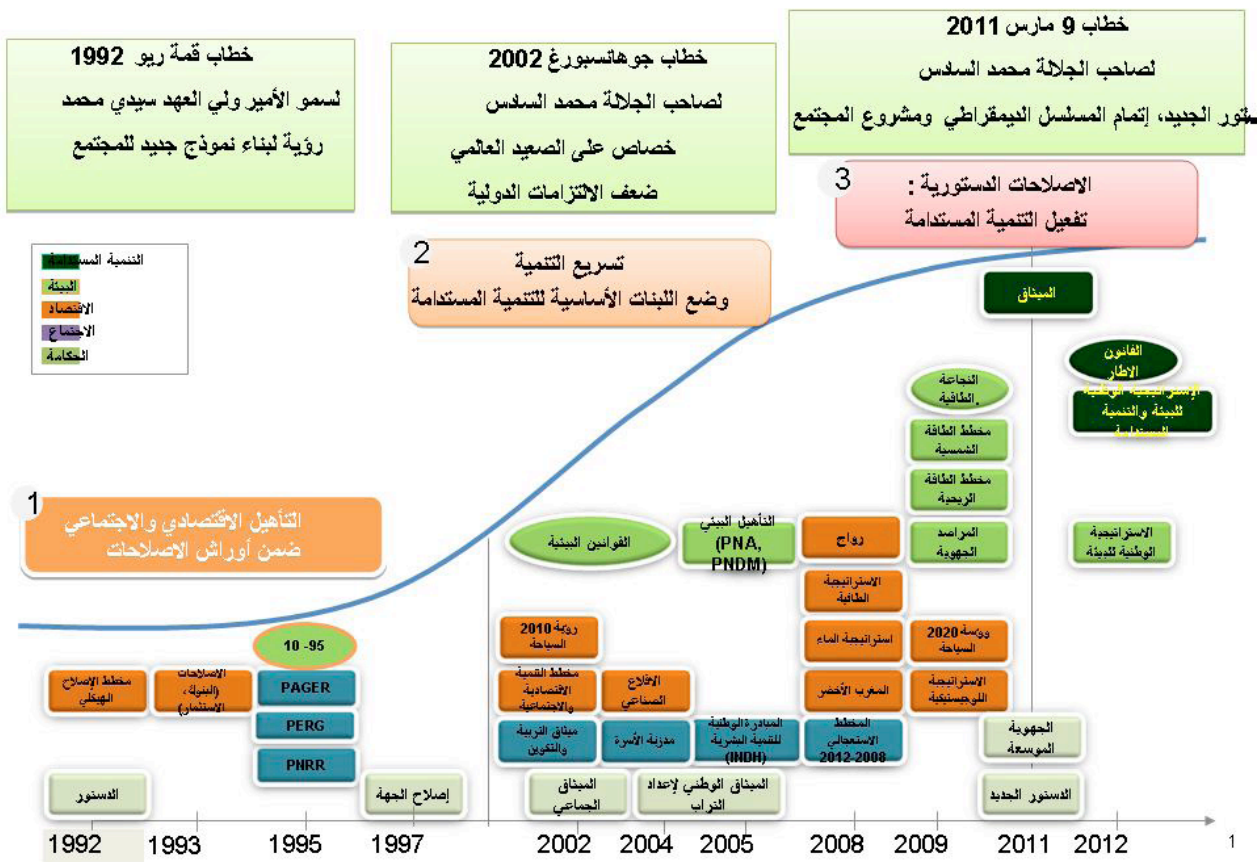 خطاب قمة ريو 1992
لسمو الأمير ولي العهد سيدي محمد
رؤية لبناء نموذج جديد للمجتمع
خطاب جوهانسبورغ 2002
لصاحب الجلالة محمد السادس
خصاص على الصعيد العالمي
ضعف الالتزامات الدولية
خطاب 9 مارس 2011
لصاحب الجلالة محمد السادس
ستور الجديد، إتمام المسلسل الديمقراطي ومشروع المجتمع
3
الاصلاحات الدستورية :
تفعيل التنمية المستدامة
2
تسريع التنمية
وضع اللبنات الأساسية للتنمية المستدامة
التنمية المستدامة
البيئة
الاقتصاد
الاجتماع
الحكامة
1
التأهيل الاقتصادي والاجتماعي
ضمن أوراش الاصلاحات
الميثاق
القانون
الاطار
الإستراتيجية الوطنية
للبيئة والتنمية
المستدامة
النجاعة
الطاقية.
مخطط الطاقة
الشمسية
مخطط الطاقة
الريحية
المراصد
الجهوية
الاستراتيجية
الوطنية للبيئة
القوانين البيئية
التأهيل البيئي
(PNA,
PNDM)
رواج
الاستراتيجية
الطاقية
استراتيجية الماء
المغرب الأخضر
المخطط
الاستعجالي
2012-2008
2020
السياحة
الاستراتيجية
اللوجيستيكية
رؤية 2010
السياحة
مخطط القمية
الاقتصادية
والاجتماعية
ميثاق التربية
والتكوين
الاقلاع
الصناعي
مدونة الأسرة
المبادرة الوطنية
للقمية البشرية
(INDH)
10 -95
PAGER
PERG
PNRR
مخطط الإصلاح
الهيكلي
الاصلاحات
الاستثمار)
الدستور
إصلاح الجهة
الميثاق
الجماعي
الميثاق الوطني لإعداد
التراب
الجهوية
الموسعة
الدستور الجديد
1992
1993
1995
1997
2002
2004
2005
2008
2009
2011
2012
1